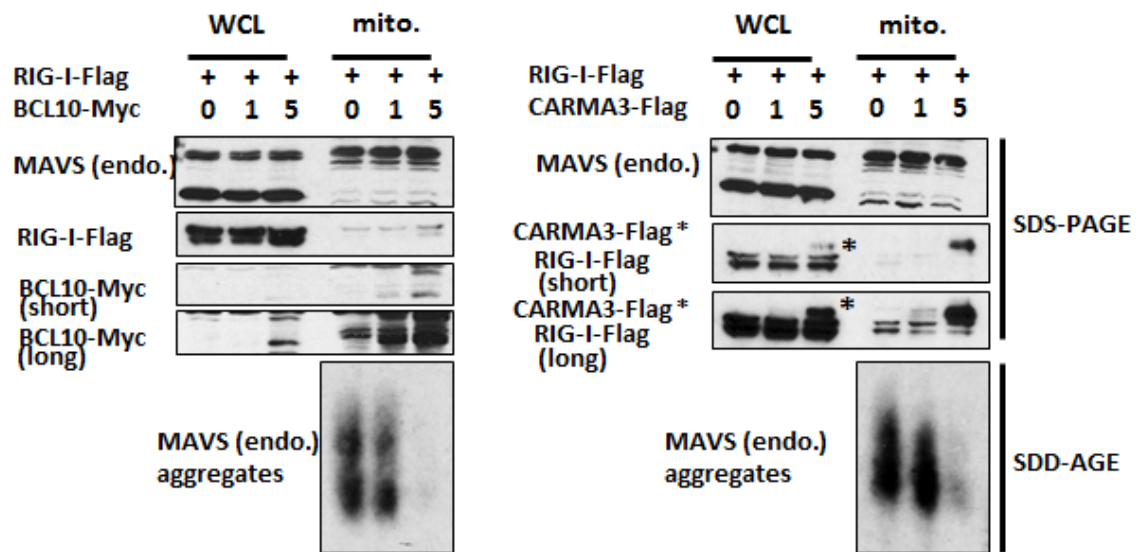 WCL mito.
RIG-I-Flag + + + + + +
BCL10-Myc 0 1 5 0 1 5
MAVS (endo.)
RIG-I-Flag
BCL10-Myc
(short)
BCL10-Myc
(long)
MAVS (endo.)
aggregates
WCL mito.
RIG-I-Flag + + + + + +
CARMA3-Flag 0 1 5 0 1 5
MAVS (endo.)
CARMA3-Flag * *
RIG-I-Flag
(short)
CARMA3-Flag * *
RIG-I-Flag
(long)
MAVS (endo.)
aggregates
SDS-PAGE
SDD-AGE